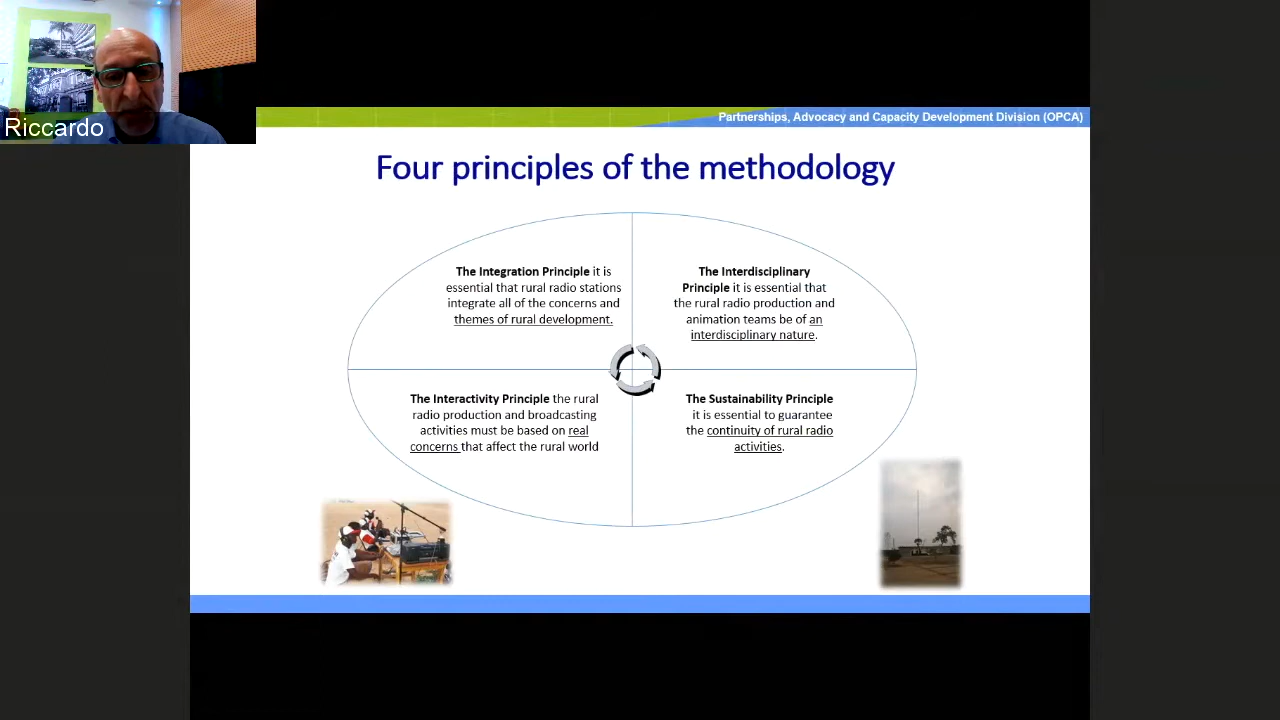 Riccardo
Partnerships, Advocacy and Capacity Development Division (OPCA)
Four principles of the methodology
The Integration Principle it is
essential that rural radio stations
integrate all of the concerns and
themes of rural development.
The Interdisciplinary
Principle it is essential that
the rural radio production and
animation teams be of an
interdisciplinary nature.
The Interactivity Principle the rural
radio production and broadcasting
activities must be based on real
concerns that affect the rural world
The Sustainability Principle
it is essential to guarantee
the continuity of rural radio
activities.